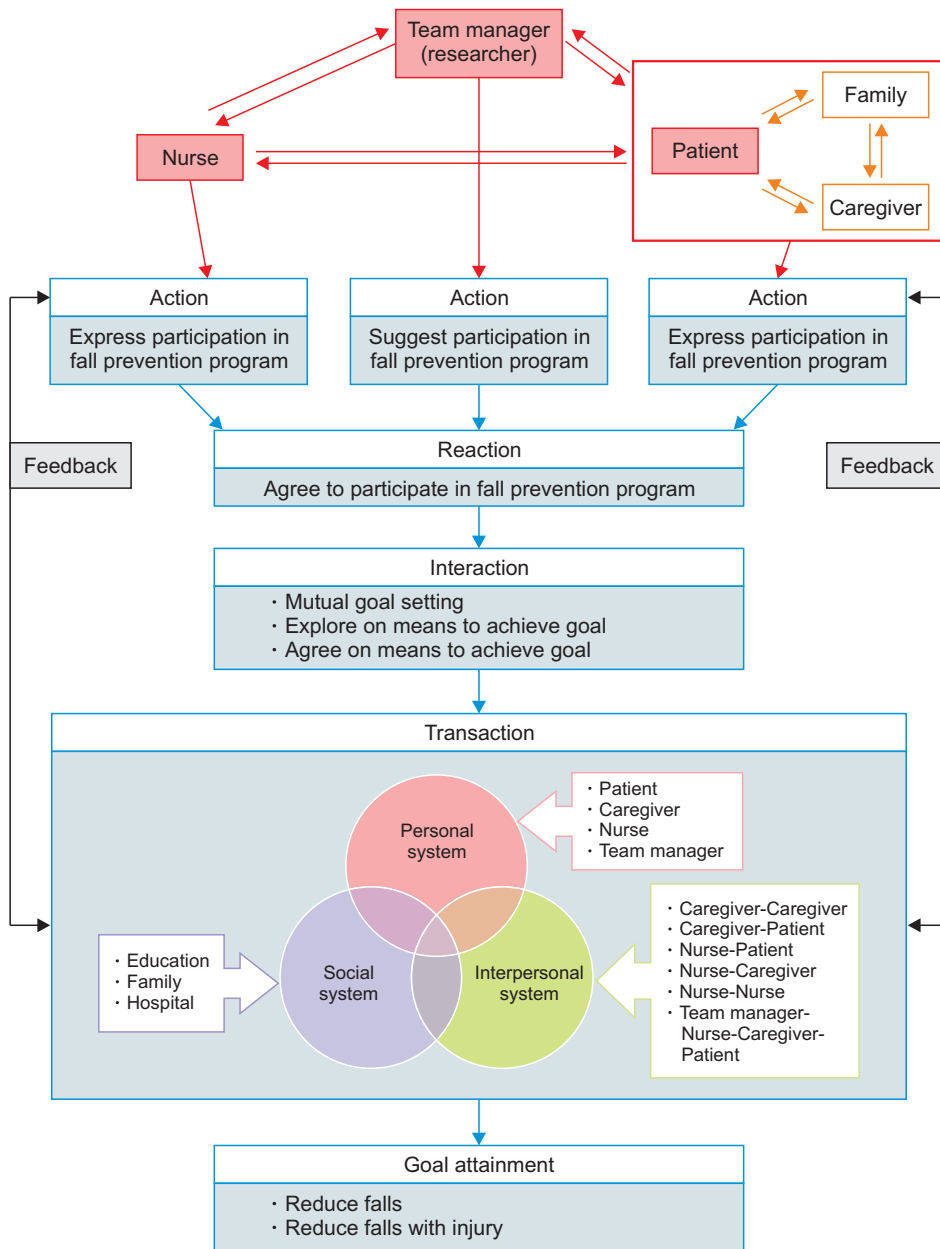 Team manager
(researcher)
Family
Nurse
Patient
Caregiver
Action
Express participation in
fall prevention program
Action
Suggest participation in
fall prevention program
Action
Express participation in
fall prevention program
Feedback
Reaction
Agree to participate in fall prevention program
Feedback
Interaction
· Mutual goal setting
· Explore on means to achieve goal
· Agree on means to achieve goal
Transaction
Personal
system
· Patient
· Caregiver
· Nurse
· Team manager
· Education
· Family
· Hospital
Social
system
Interpersonal
system
· Caregiver-Caregiver
· Caregiver-Patient
· Nurse-Patient
· Nurse-Caregiver
· Nurse-Nurse
· Team manager-
Nurse-Caregiver-
Patient
Goal attainment
· Reduce falls
· Reduce falls with injury